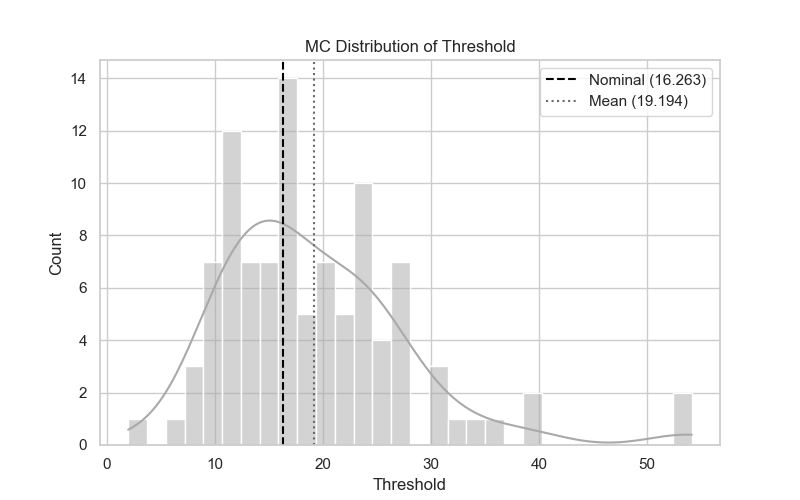 MC Distribution of Threshold
Nominal (16.263)
Mean (19.194)
14
12
10
8
6
4
2
0
Count
0 10 20 30 40 50
Threshold